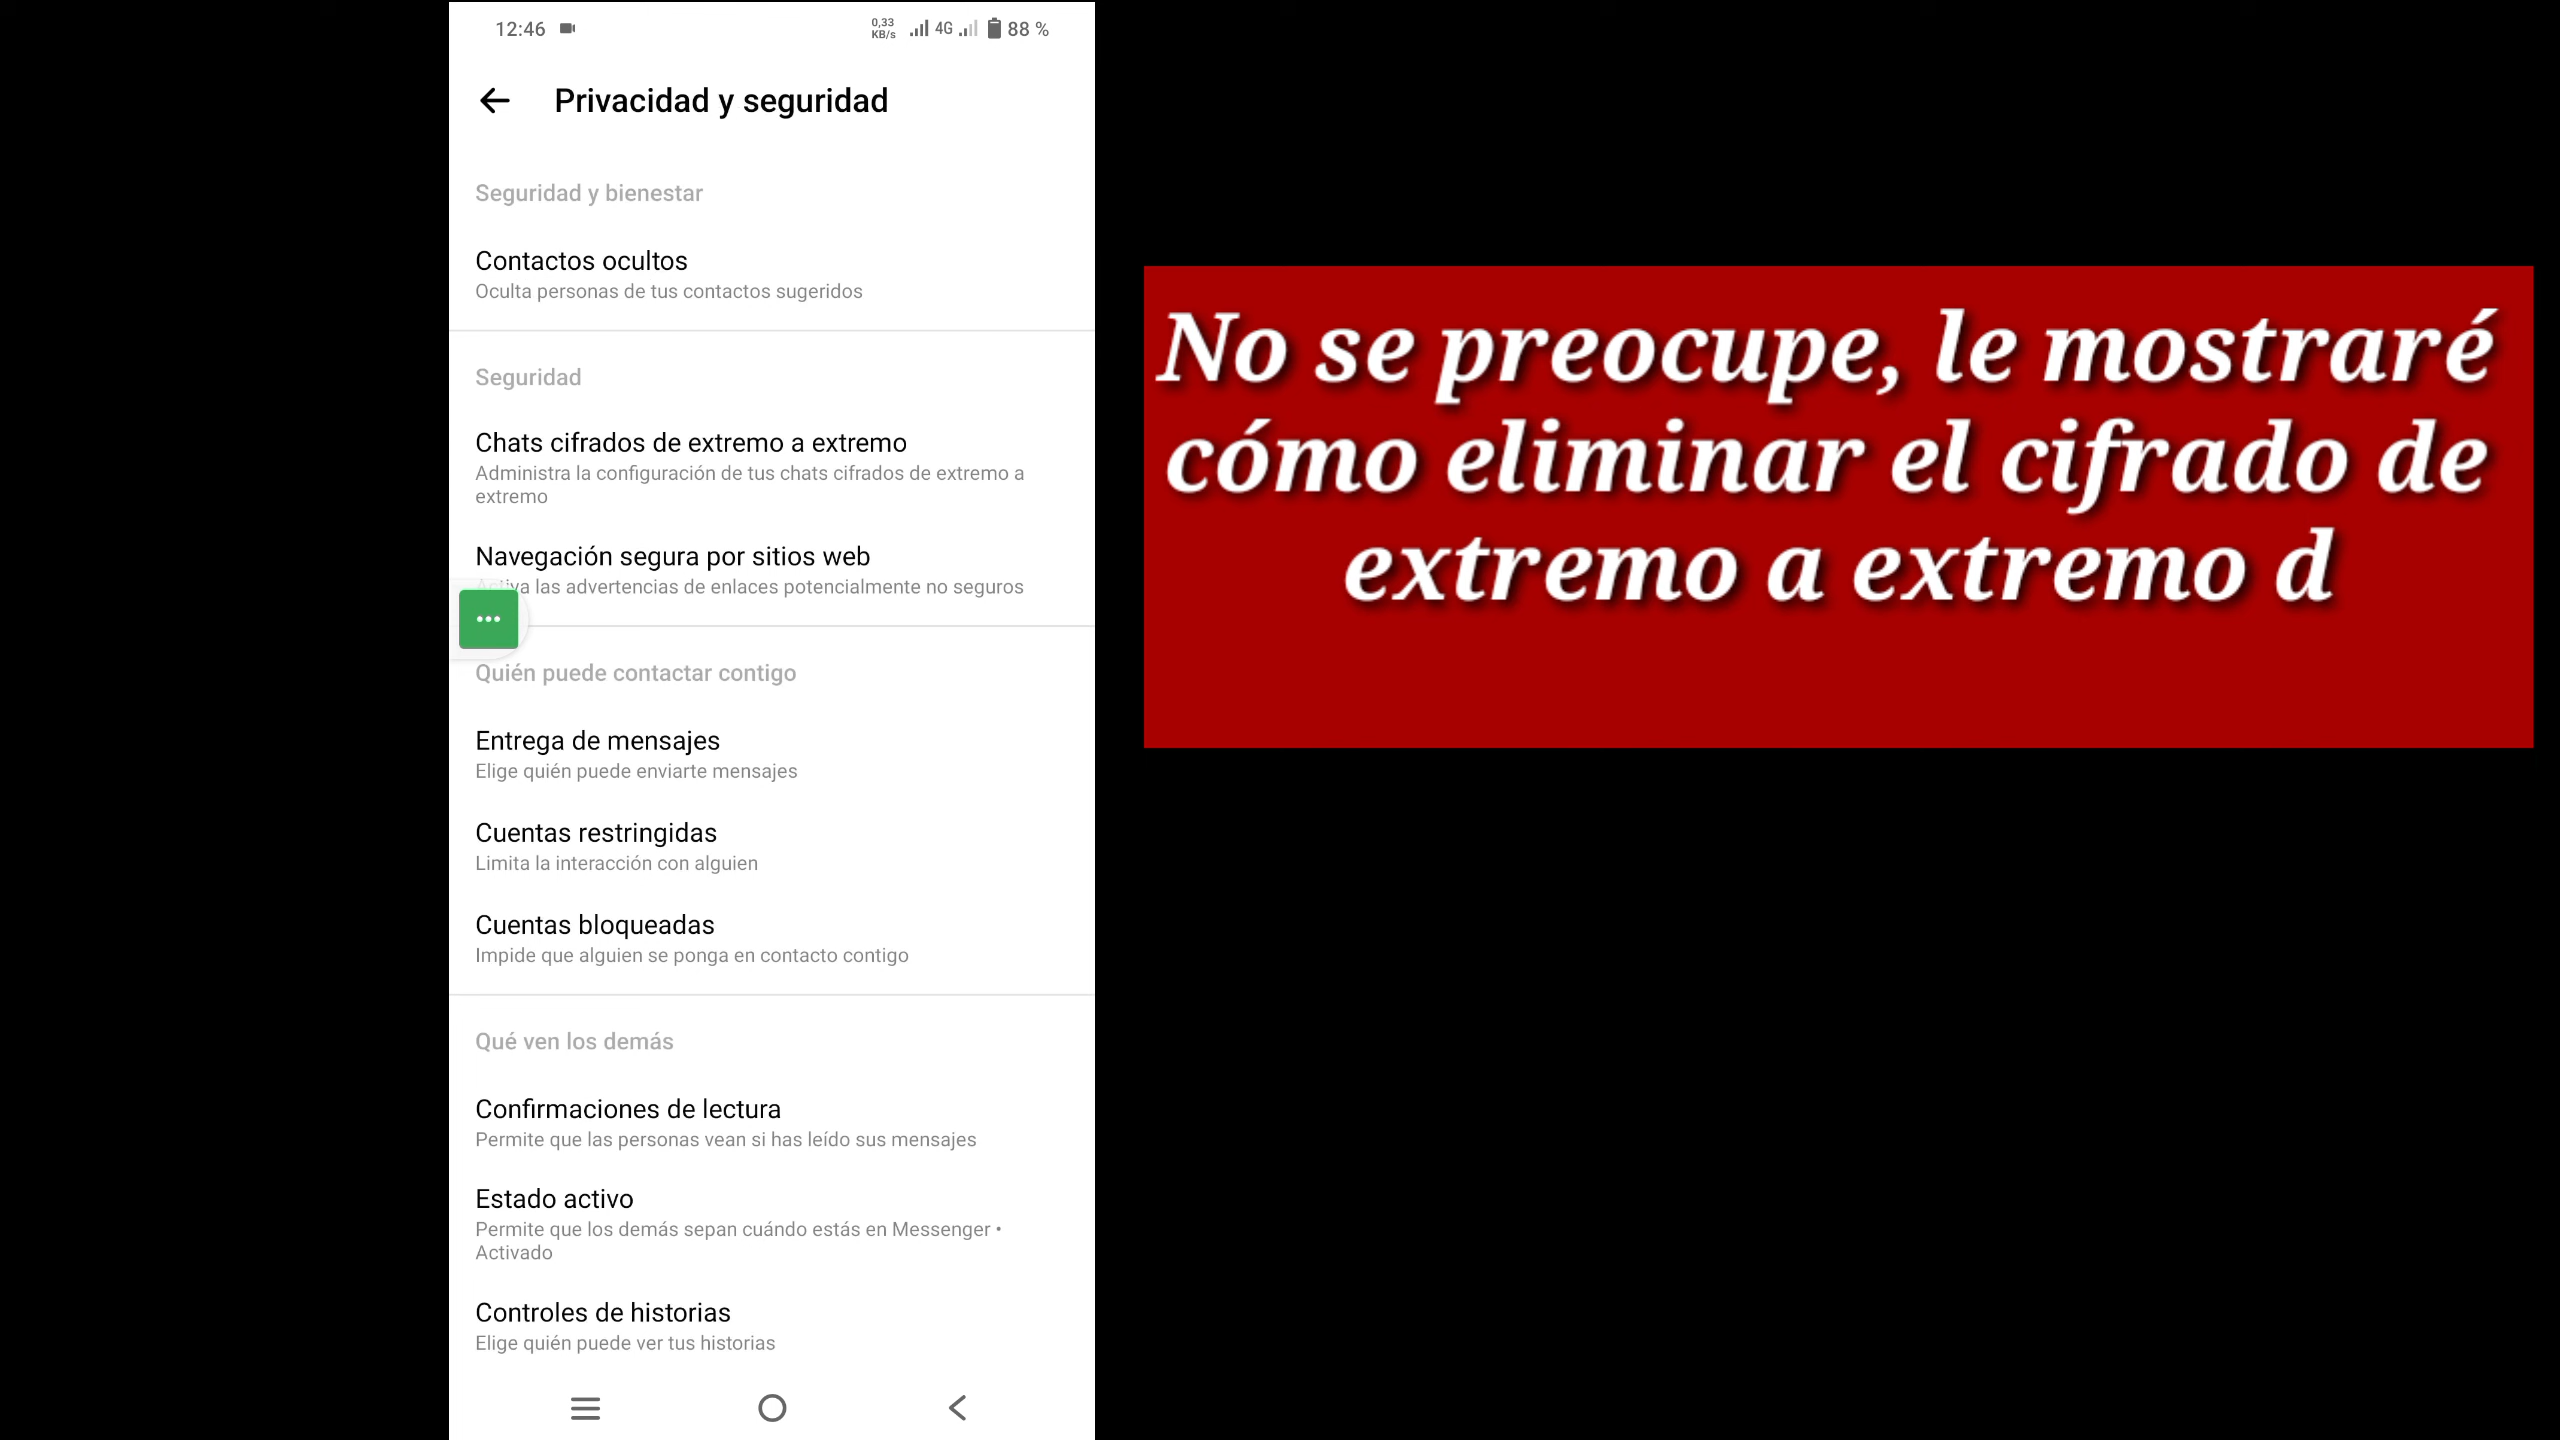 12:46
0,33
KB/s
4G
88 %
Privacidad y seguridad
Seguridad y bienestar
Contactos ocultos
Oculta personas de tus contactos sugeridos
Seguridad
Chats cifrados de extremo a extremo
Administra la configuración de tus chats cifrados de extremo a
extremo
Navegación segura por sitios web
Activa las advertencias de enlaces potencialmente no seguros
Quién puede contactar contigo
Entrega de mensajes
Elige quién puede enviarte mensajes
Cuentas restringidas
Limita la interacción con alguien
Cuentas bloqueadas
Impide que alguien se ponga en contacto contigo
Qué ven los demás
Confirmaciones de lectura
Permite que las personas vean si has leído sus mensajes
Estado activo
Permite que los demás sepan cuándo estás en Messenger •
Activado
Controles de historias
Elige quién puede ver tus historias
No se preocupe, le mostraré
cómo eliminar el cifrado de
extremo a extremo d